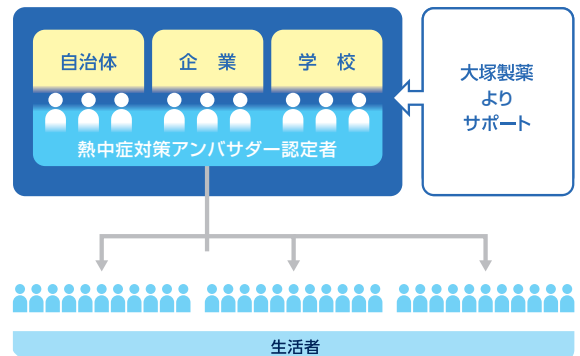 自治体
企　業
学　校
熱中症対策アンバサダー認定者
大塚製薬
より
サポート
生活者